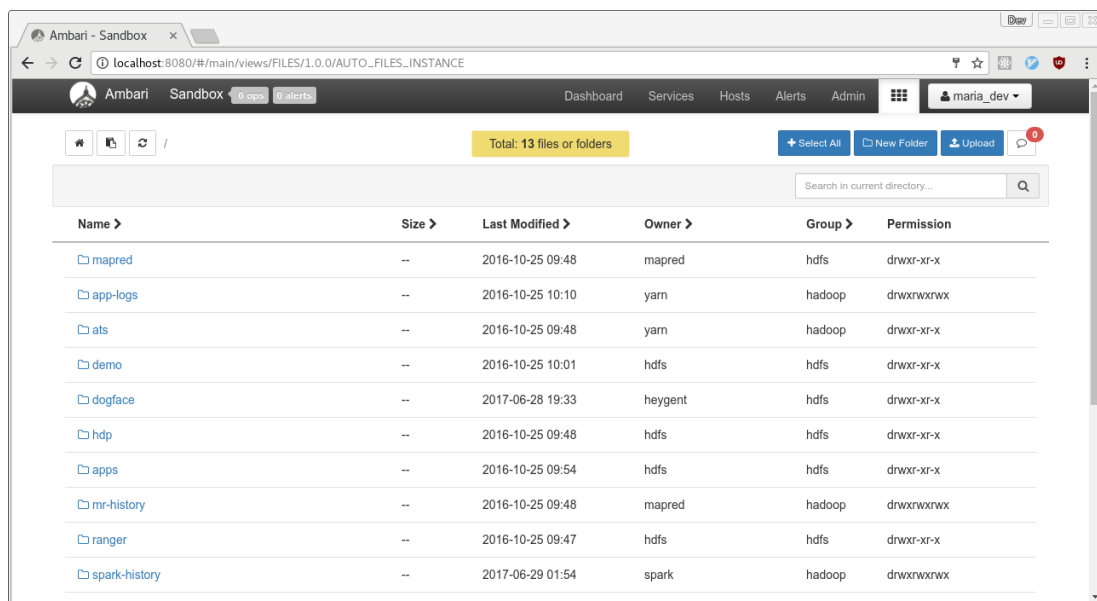 Dev
Ambari - Sandbox
localhost:8080/#/main/views/FILES/1.0.0/AUTO_FILES_INSTANCE
Ambari Sandbox 0 ops 0 alerts Dashboard Services Hosts Alerts Admin maria_dev
/ Total: 13 files or folders Select All New Folder Upload 0
Search in current directory...
Name Size Last Modified Owner Group Permission
mapred -- 2016-10-25 09:48 mapred hdfs drwxr-xr-x
app-logs -- 2016-10-25 10:10 yarn hadoop drwxrwxrwx
ats -- 2016-10-25 09:48 yarn hadoop drwxr-xr-x
demo -- 2016-10-25 10:01 hdfs hdfs drwxr-xr-x
dogface -- 2017-06-28 19:33 heygent hdfs drwxr-xr-x
hdp -- 2016-10-25 09:48 hdfs hdfs drwxr-xr-x
apps -- 2016-10-25 09:54 hdfs hdfs drwxr-xr-x
mr-history -- 2016-10-25 09:48 mapred hadoop drwxrwxrwx
ranger -- 2016-10-25 09:47 hdfs hdfs drwxr-xr-x
spark-history -- 2017-06-29 01:54 spark hadoop drwxrwxrwx